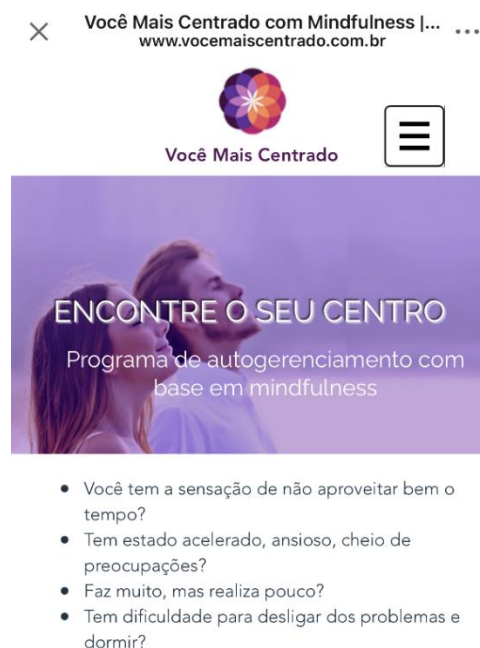 Você Mais Centrado com Mindfulness |...
www.vocemaiscentrado.com.br
Você Mais Centrado
ENCONTRE O SEU CENTRO
Programa de autogerenciamento com
base em mindfulness
• Você tem a sensação de não aproveitar bem o
tempo?
• Tem estado acelerado, ansioso, cheio de
preocupações?
• Faz muito, mas realiza pouco?
• Tem dificuldade para desligar dos problemas e
dormir?